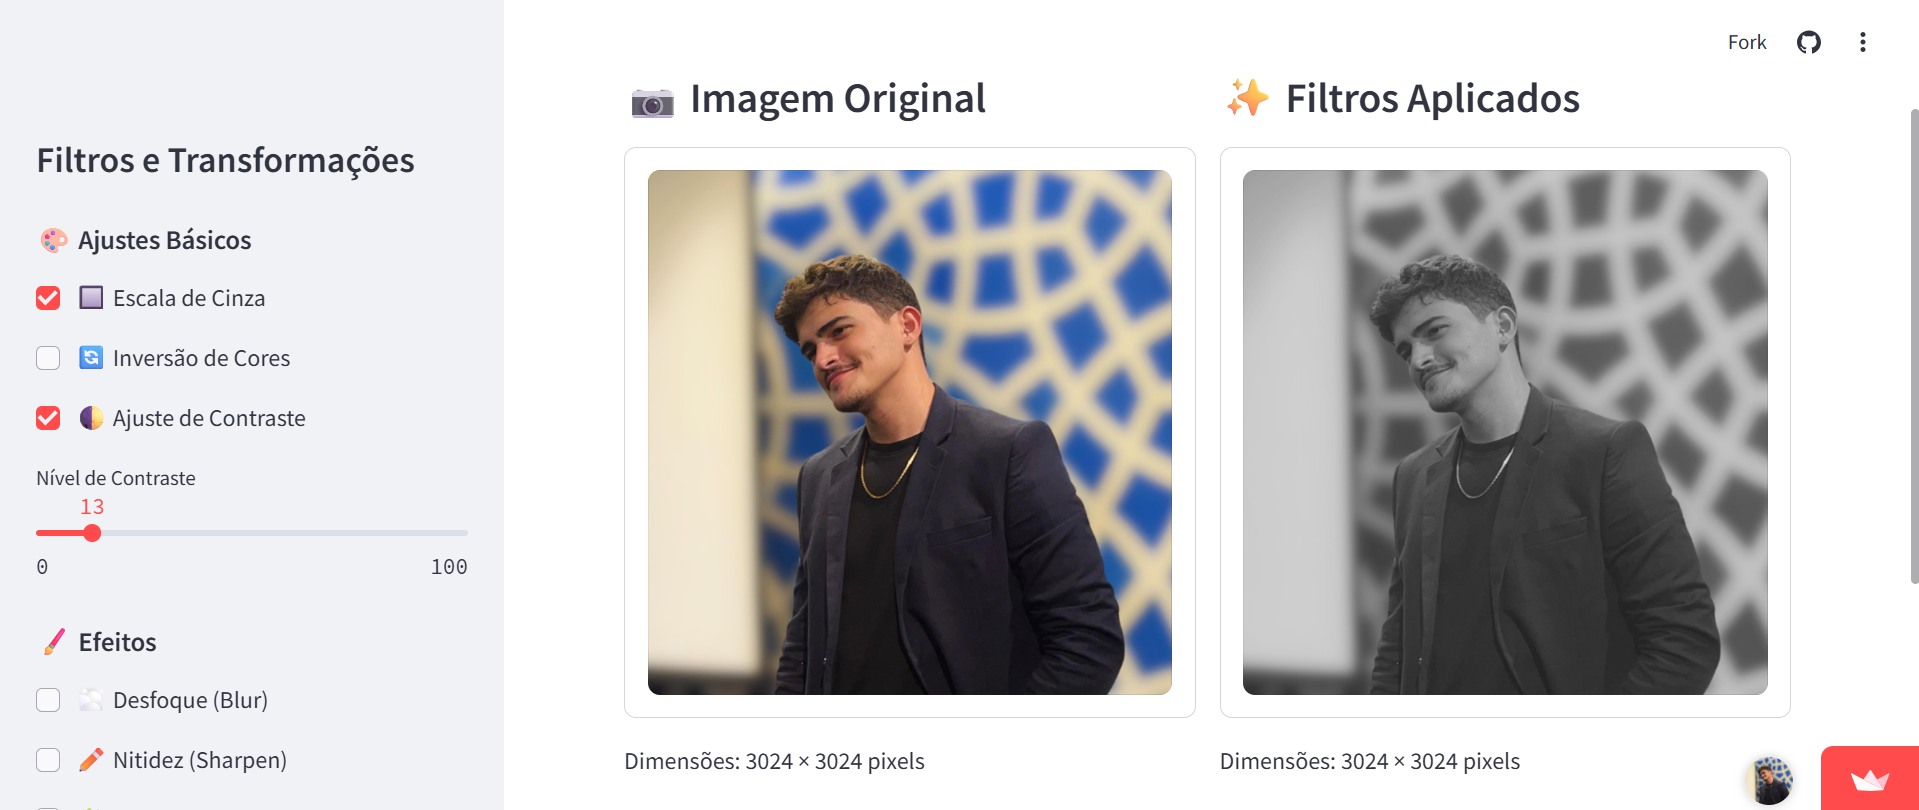 Fork
Filtros e Transformações
Ajustes Básicos
Escala de Cinza
Inversão de Cores
Ajuste de Contraste
Nível de Contraste
13
0 100
Efeitos
Desfoque (Blur)
Nitidez (Sharpen)
Imagem Original
Filtros Aplicados
Dimensões: 3024 × 3024 pixels
Dimensões: 3024 × 3024 pixels